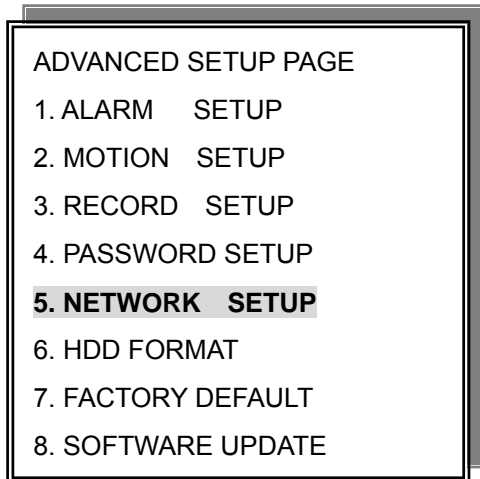 ADVANCED SETUP PAGE
1. ALARM SETUP
2. MOTION SETUP
3. RECORD SETUP
4. PASSWORD SETUP
5. NETWORK SETUP
6. HDD FORMAT
7. FACTORY DEFAULT
8. SOFTWARE UPDATE